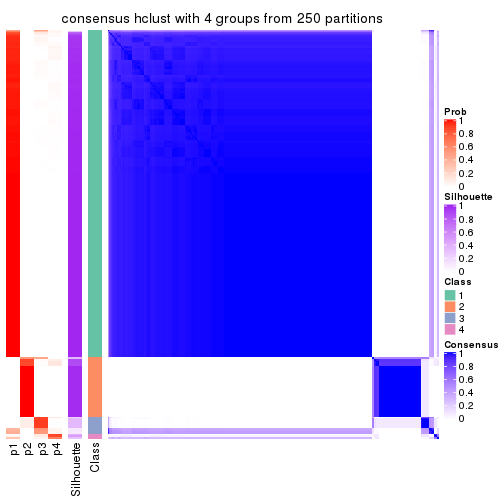 consensus hclust with 4 groups from 250 partitions
Prob
1
0.8
0.6
0.4
0.2
0
Silhouette
1
0.8
0.6
0.4
0.2
0
Class
1
2
3
4
Consensus
1
0.8
0.6
0.4
0.2
0
p1
p2
p3
p4
Silhouette
Class